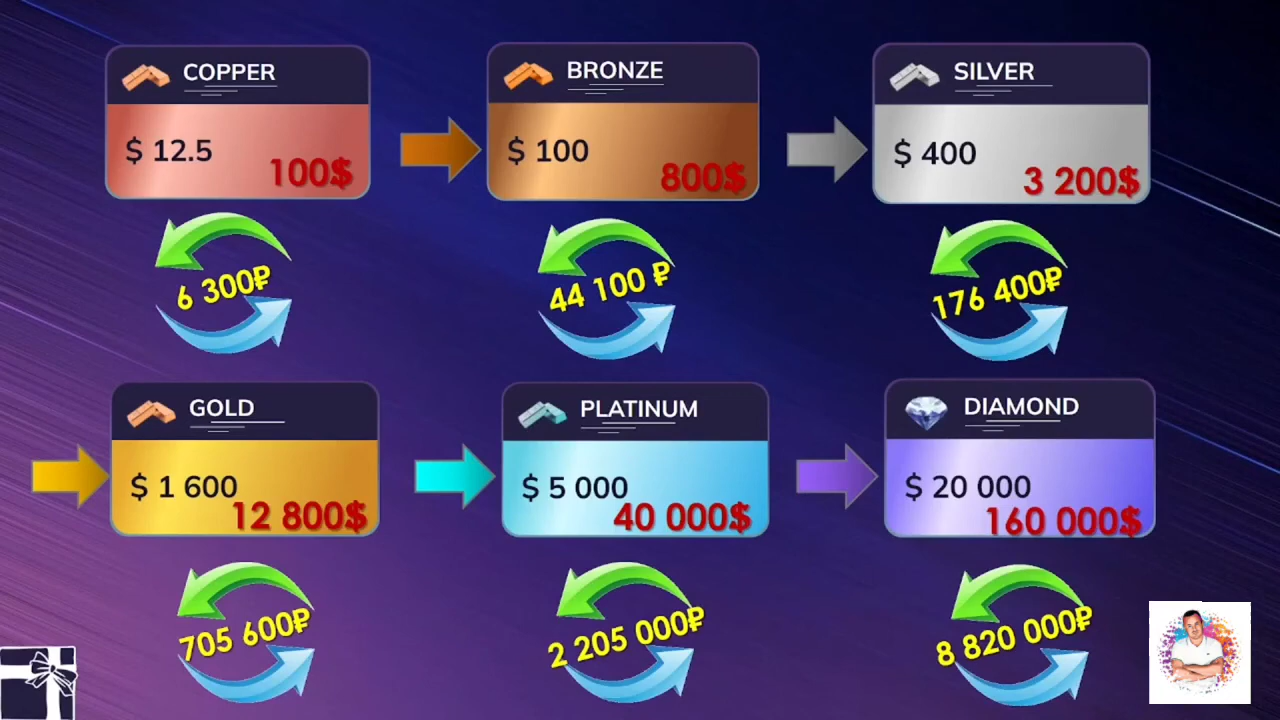 COPPER
$ 12.5
100$
BRONZE
$ 100
800$
SILVER
$ 400
3 200$
6 300₽
44 100 ₽
176 400₽
GOLD
$ 1 600
12 800$
PLATINUM
$ 5 000
40 000$
DIAMOND
$ 20 000
160 000$
705 600₽
2 205 000₽
8 820 000₽